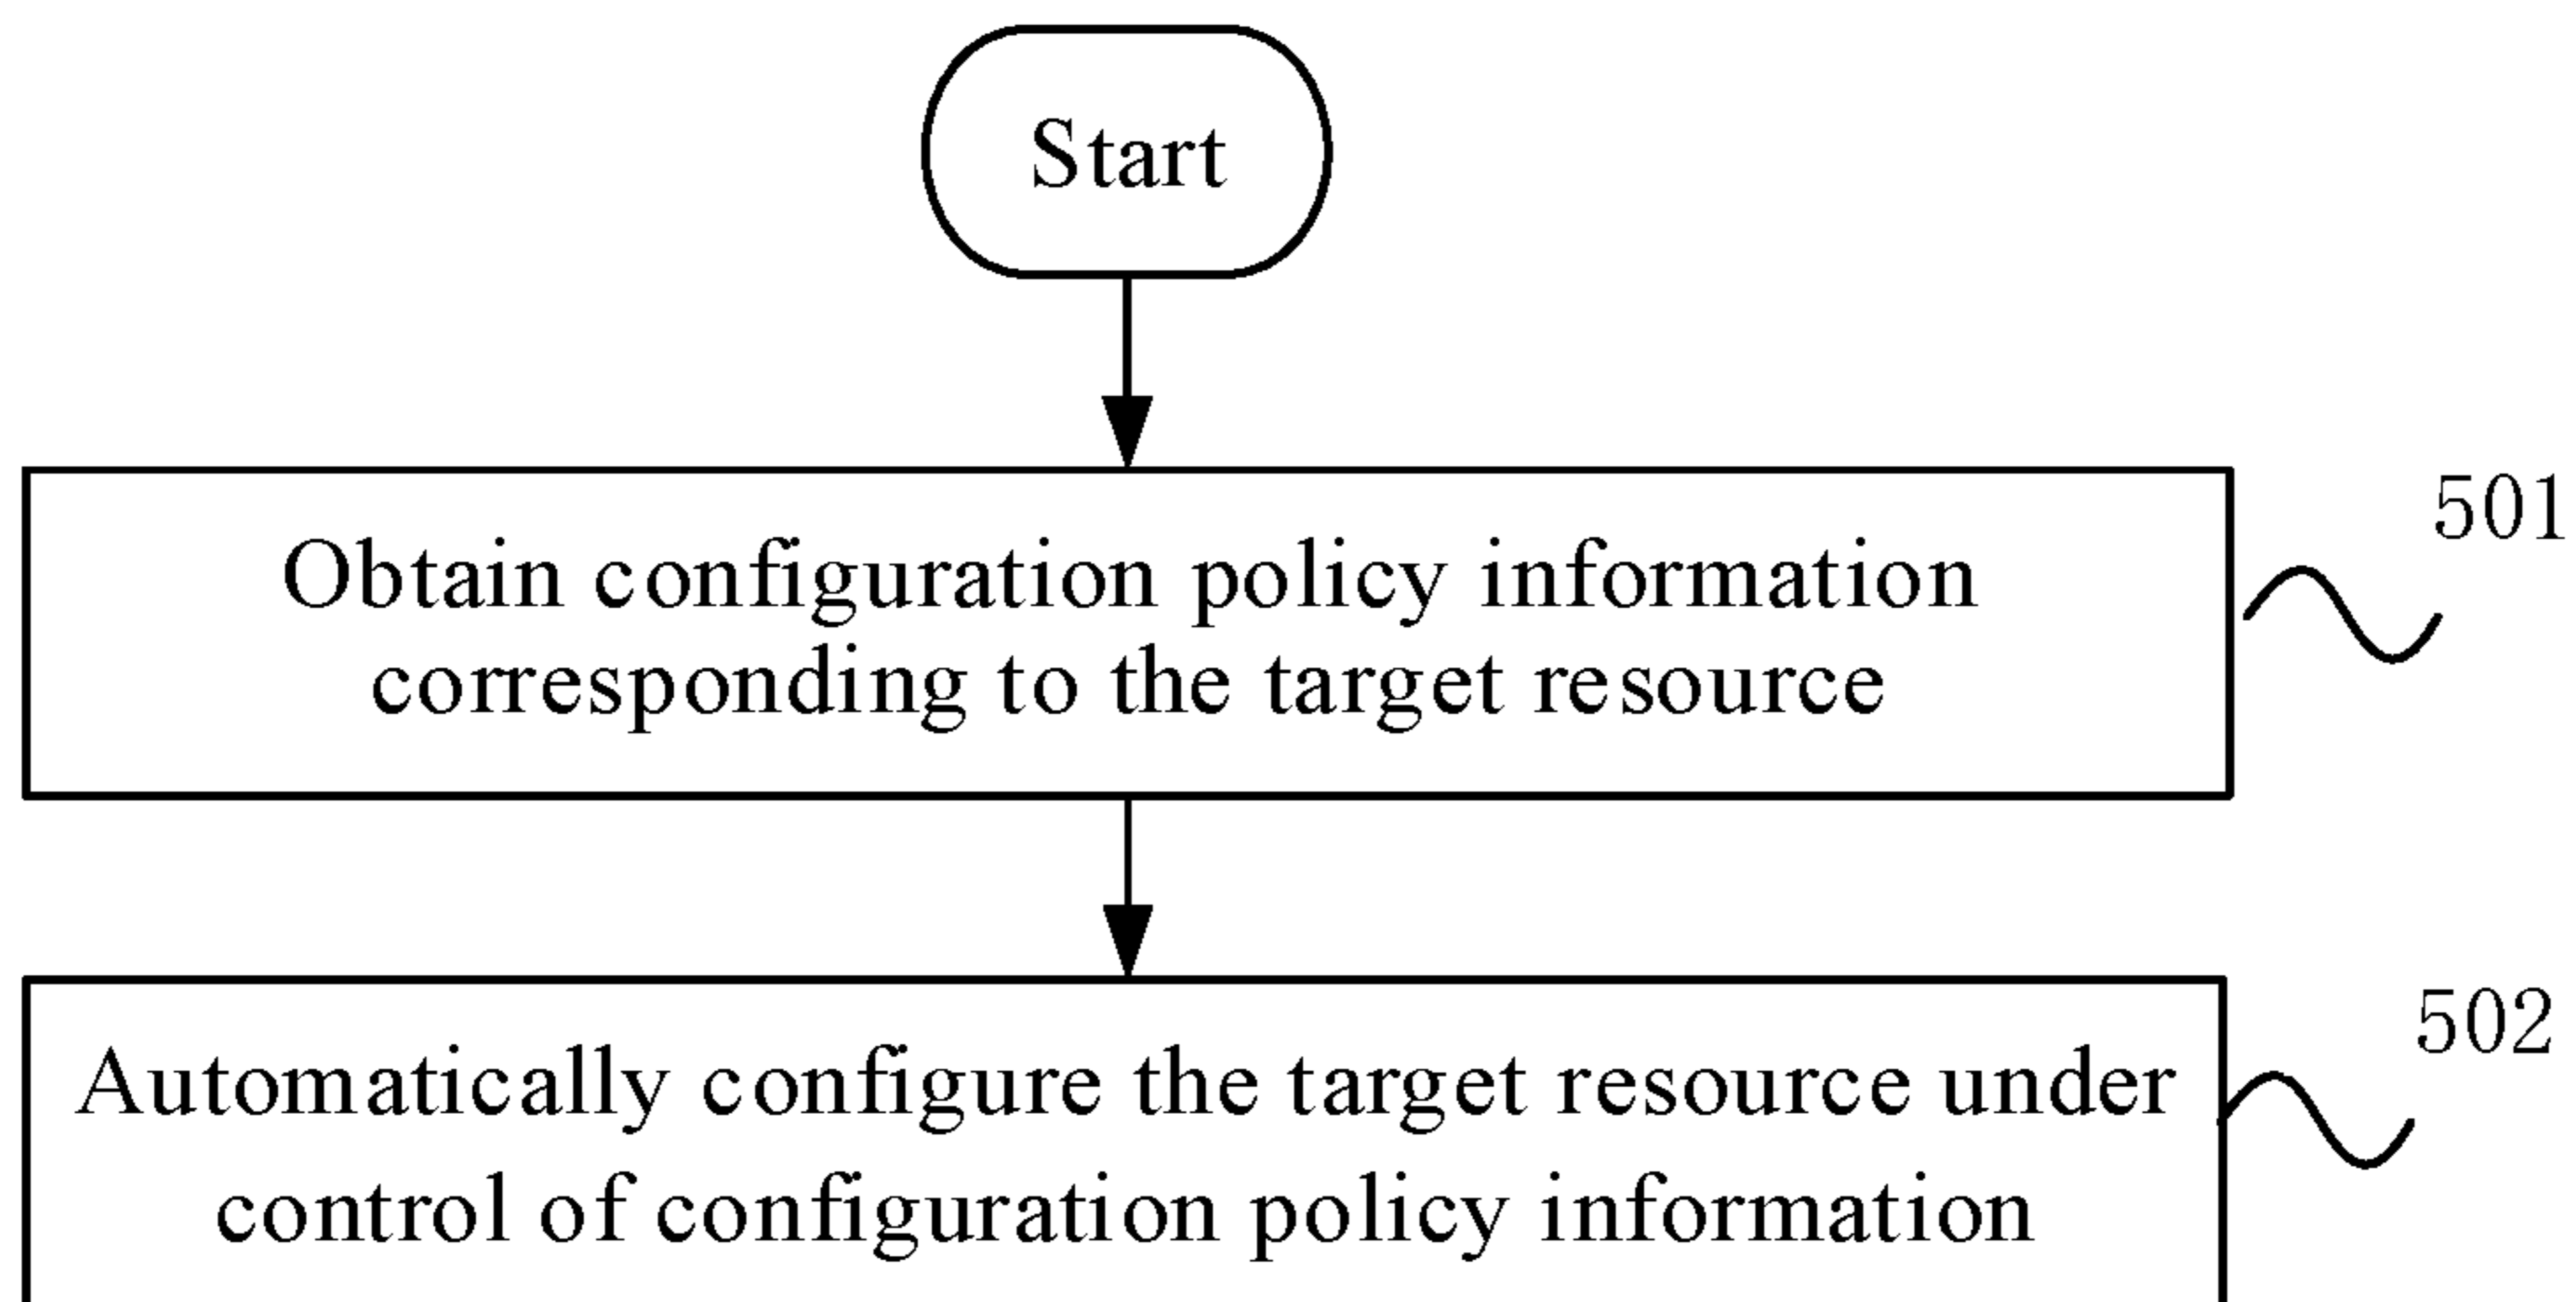 Start
501
Obtain configuration policy information
corresponding to the target resource
502
Automatically configure the target resource under
control of configuration policy information